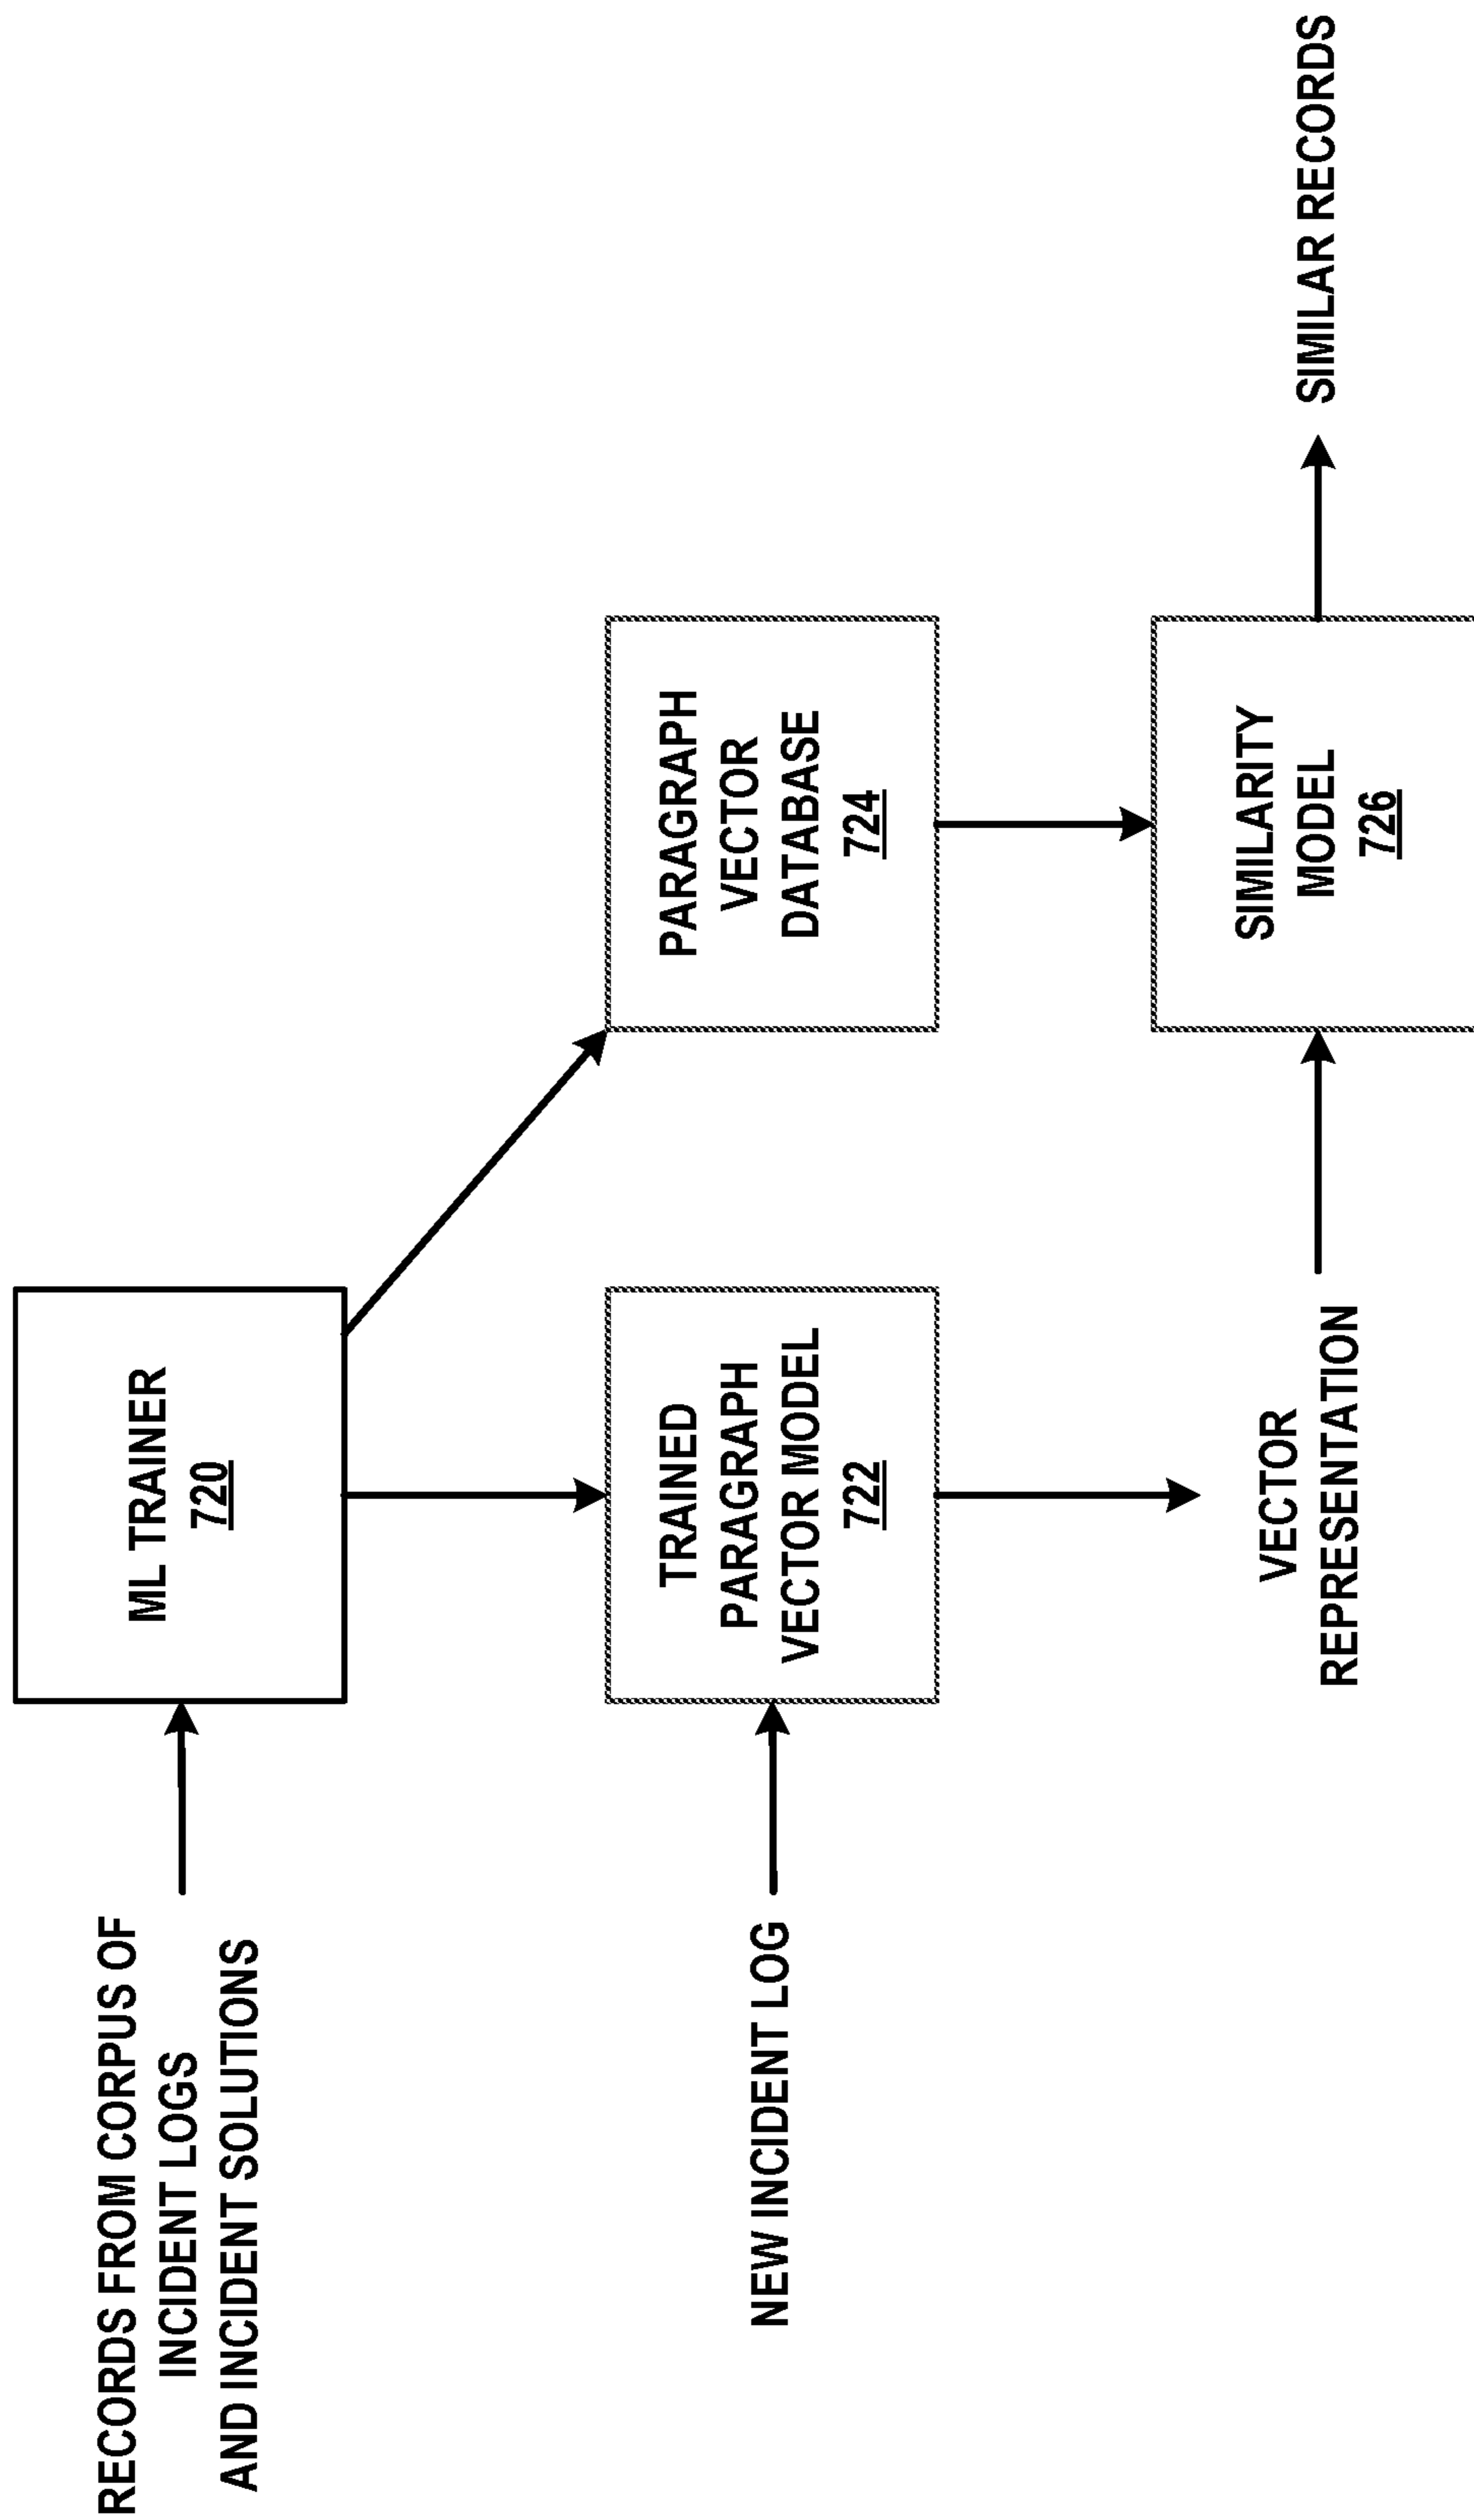 RECORDS FROM CORPUS OF
INCIDENT LOGS
AND INCIDENT SOLUTIONS
ML TRAINER
720
NEW INCIDENT LOG
TRAINED
PARAGRAPH
VECTOR MODEL
722
PARAGRAPH
VECTOR
DATABASE
724
VECTOR
REPRESENTATION
SIMILARITY
MODEL
726
SIMILAR RECORDS